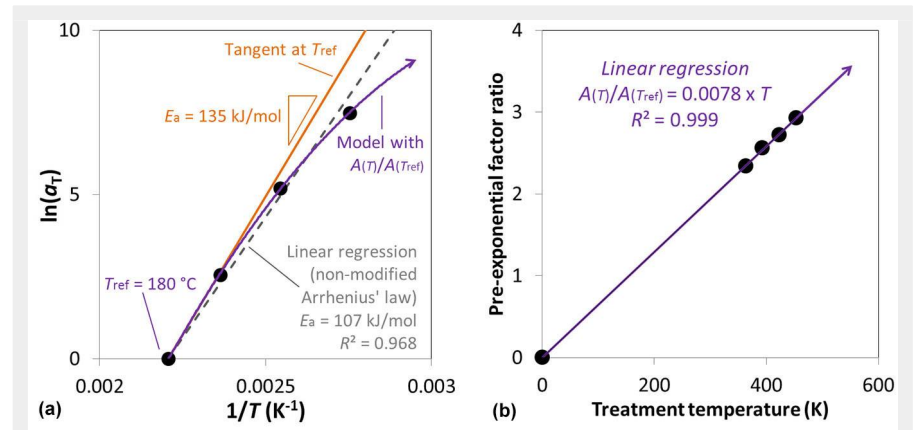 10
5
0
ln(aT)
Tangent at Tref
Ea = 135 kJ/mol
Model with
A(T)/A(Tref)
Tref = 180 °C
Linear regression
(non-modified
Arrhenius' law)
Ea = 107 kJ/mol
R² = 0.968
0.002
0.0025
0.003
(a)
1/T (K-1)
4
3
2
1
0
Pre-exponential factor ratio
Linear regression
A(T)/A(Tref) = 0.0078 x T
R² = 0.999
0
200
400
600
(b)
Treatment temperature (K)